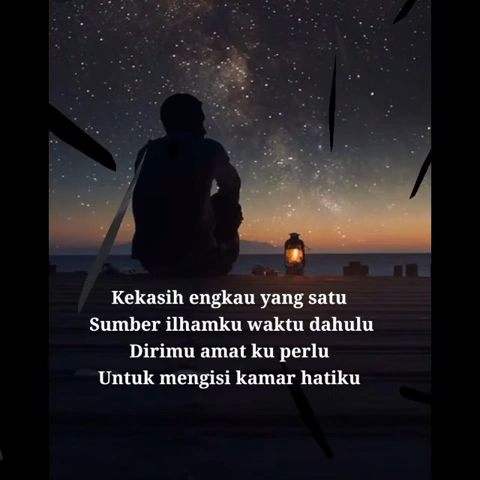 Kekasih engkau yang satu
Sumber ilhamku waktu dahulu
Dirimu amat ku perlu
Untuk mengisi kamar hatiku